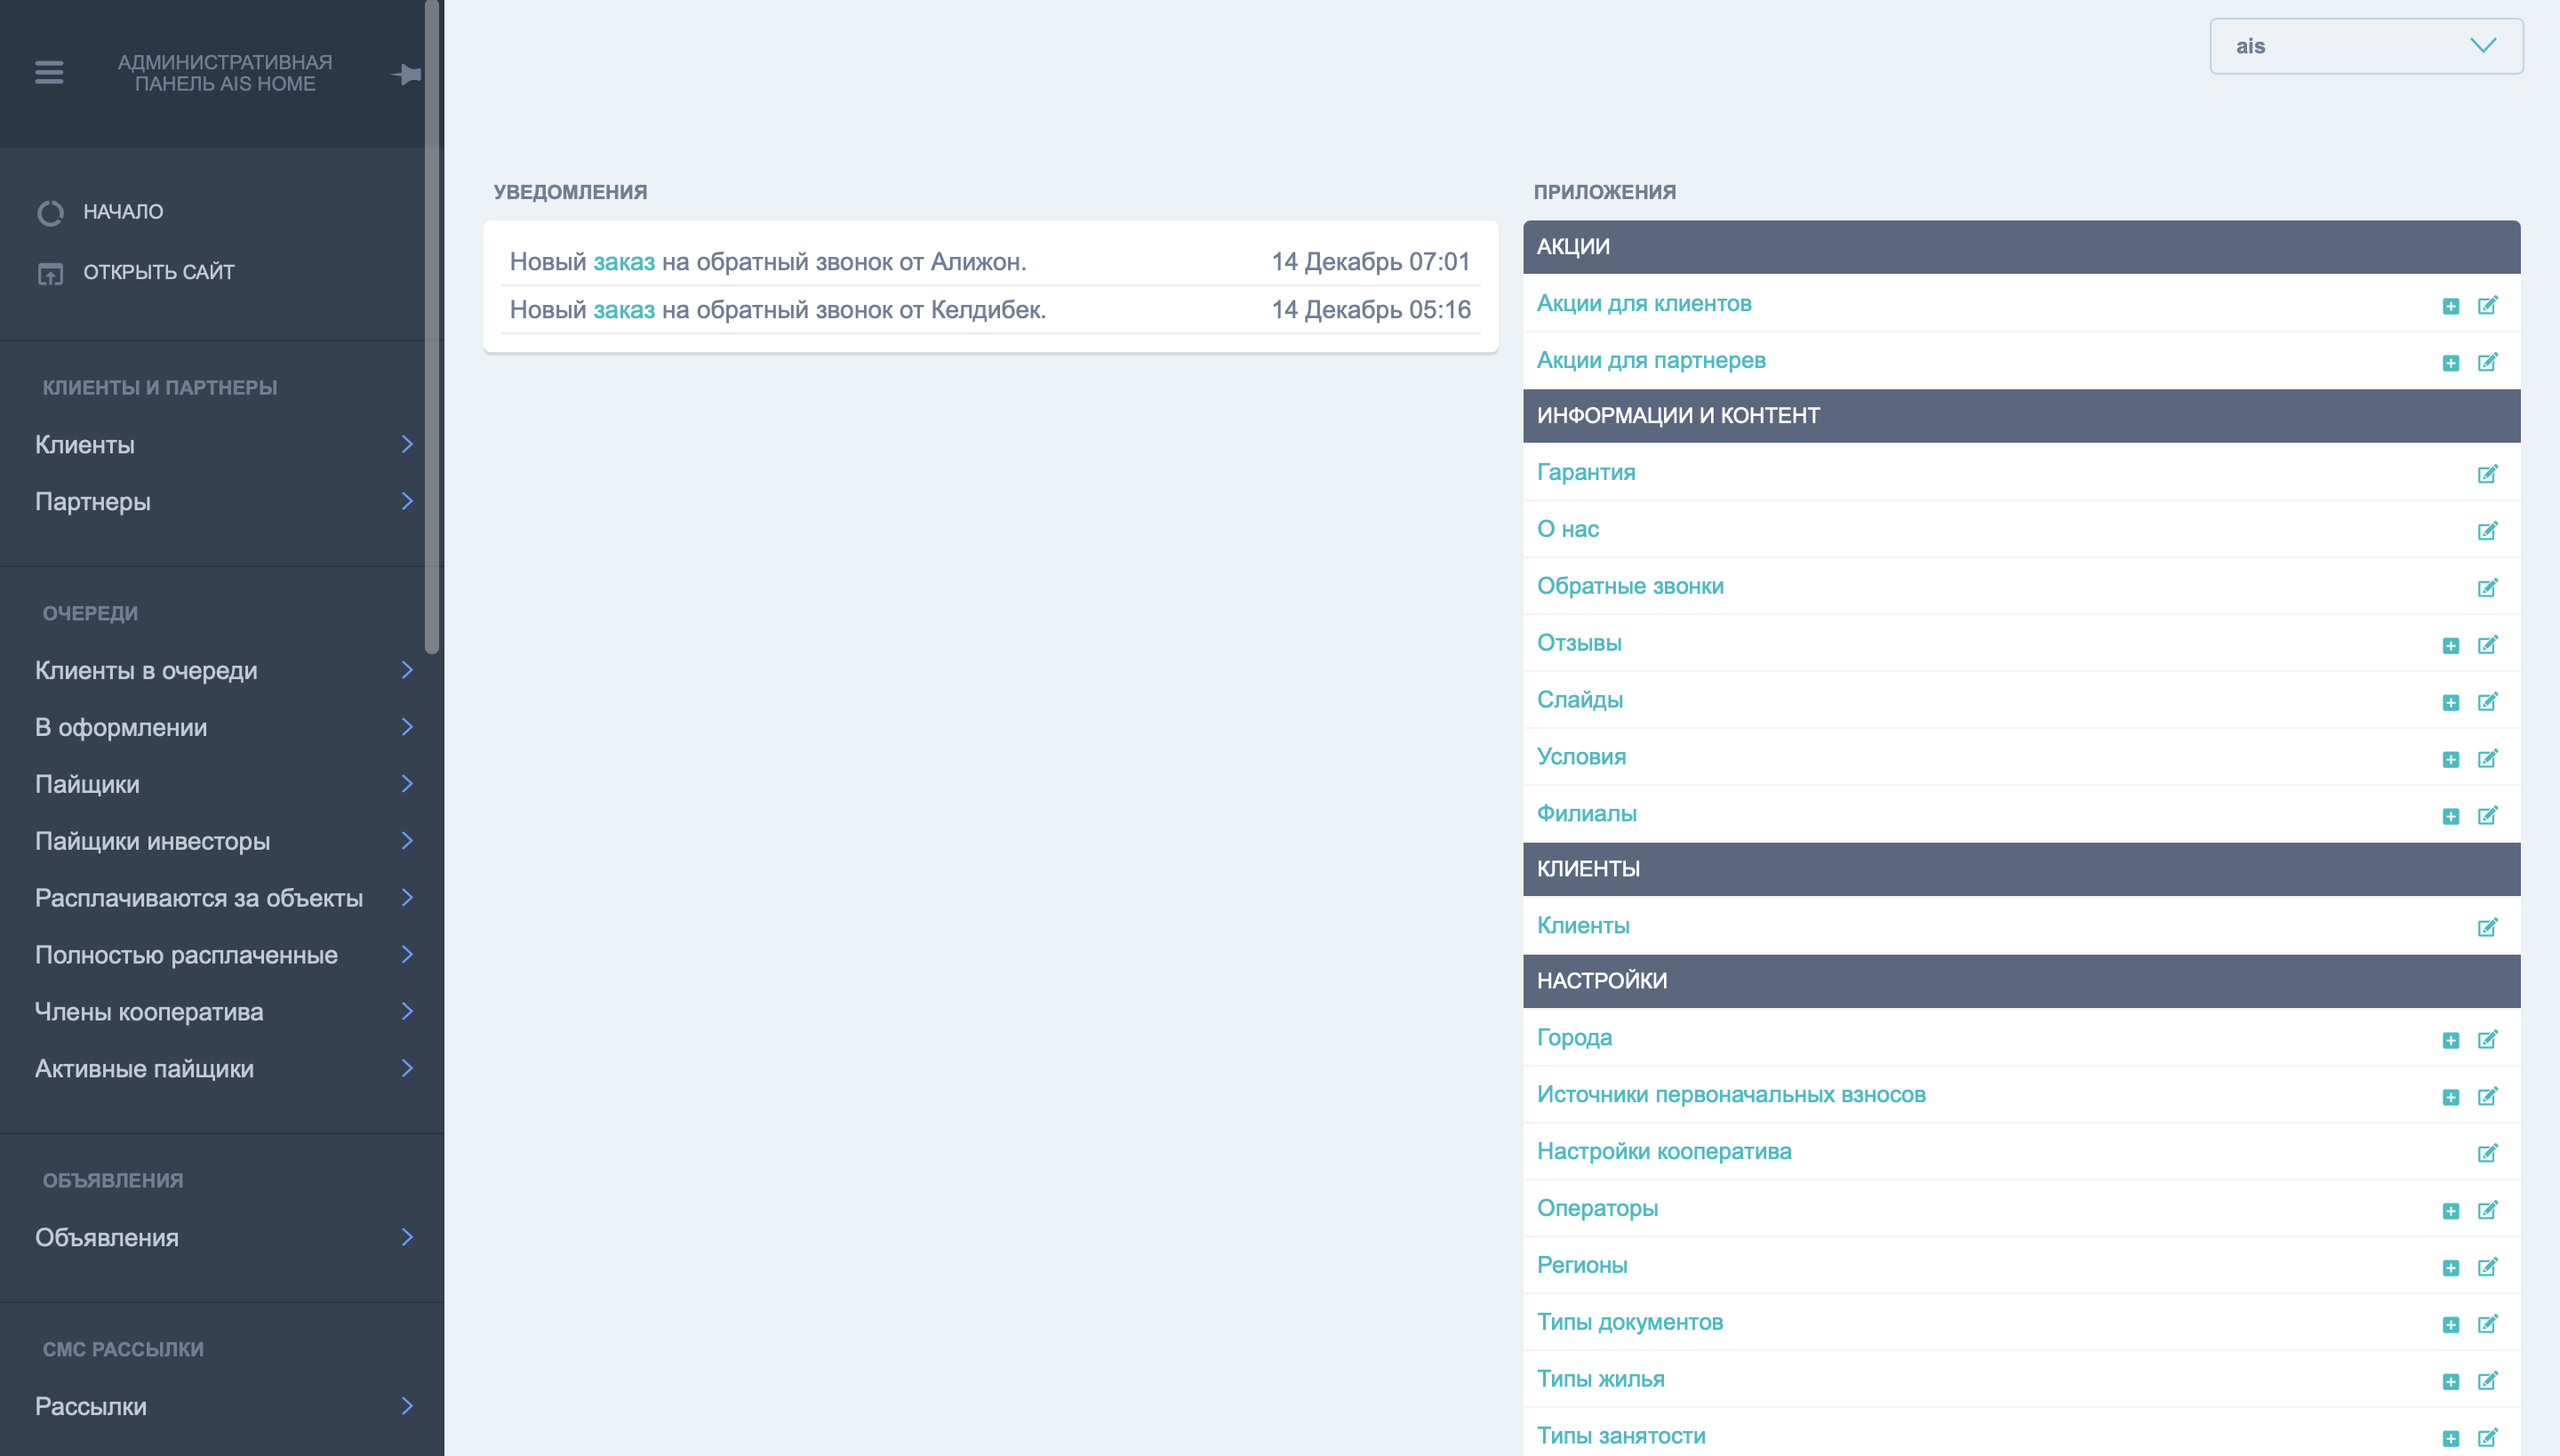 АДМИНИСТРАТИВНАЯ
ПАНЕЛЬ AIS HOME
НАЧАЛО
ОТКРЫТЬ САЙТ
КЛИЕНТЫ И ПАРТНЕРЫ
Клиенты
Партнеры
ОЧЕРЕДИ
Клиенты в очереди
В оформлении
Пайщики
Пайщики инвесторы
Расплачиваются за объекты
Полностью расплаченные
Члены кооператива
Активные пайщики
ОБЪЯВЛЕНИЯ
Объявления
СМС РАССЫЛКИ
Рассылки
ais
УВЕДОМЛЕНИЯ
Новый заказ на обратный звонок от Алижон. 14 Декабрь 07:01
Новый заказ на обратный звонок от Келдибек. 14 Декабрь 05:16
ПРИЛОЖЕНИЯ
АКЦИИ
Акции для клиентов
Акции для партнерев
ИНФОРМАЦИИ И КОНТЕНТ
Гарантия
О нас
Обратные звонки
Отзывы
Слайды
Условия
Филиалы
КЛИЕНТЫ
Клиенты
НАСТРОЙКИ
Города
Источники первоначальных взносов
Настройки кооператива
Операторы
Регионы
Типы документов
Типы жилья
Типы занятости